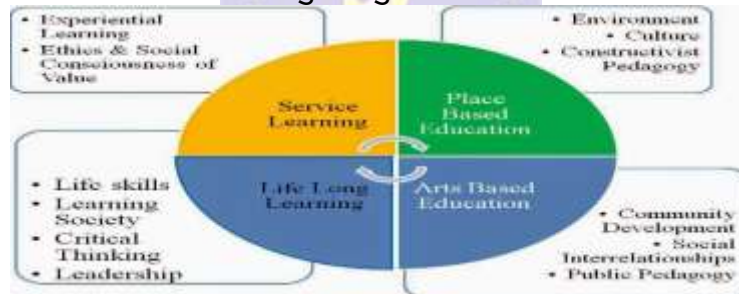 • Experiential
Learning
• Ethics & Social
Consciousness of
Value
• Environment
• Culture
• Constructivist
Pedagogy
Service
Learning
Place
Based
Education
Life Long
Learning
Arts Based
Education
• Life skills
• Learning
Society
• Critical
Thinking
• Leadership
• Community
Development
• Social
Interrelationships
• Public Pedagogy